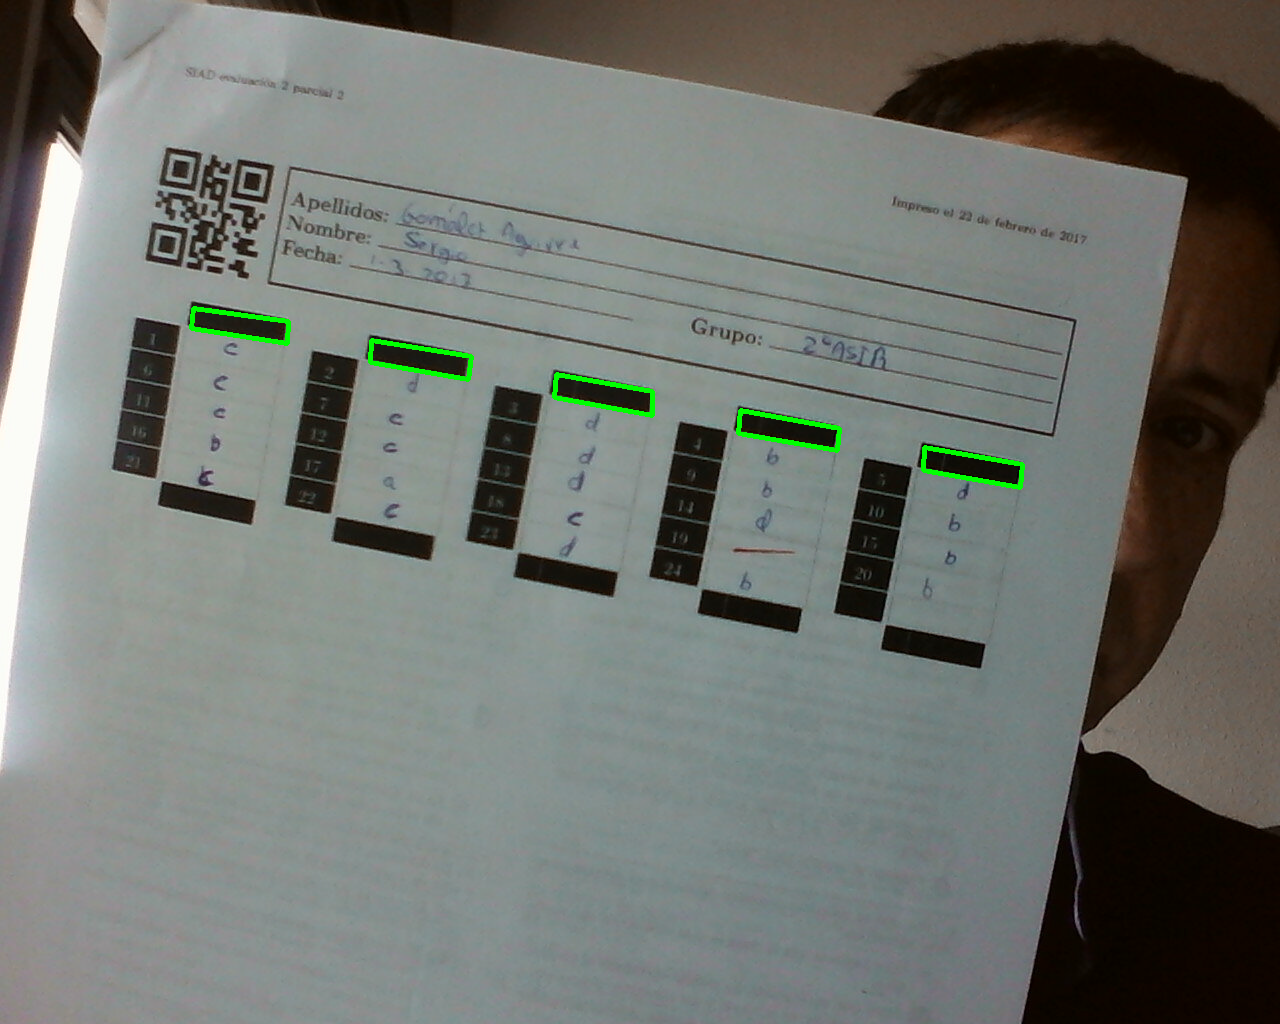 SIAD evaluación 2 parcial 2
Impreso el 22 de febrero de 2017
Apellidos: González Aguirre
Nombre: Sergio
Fecha: 1-3-2017
Grupo: 2ºASIR
1 c 2 d 3 d 4 b 5 d
6 c 7 c 8 d 9 b 10 b
11 c 12 c 13 d 14 d 15 b
16 b 17 a 18 c 19 — 20 b
21 c 22 c 23 d 24 b